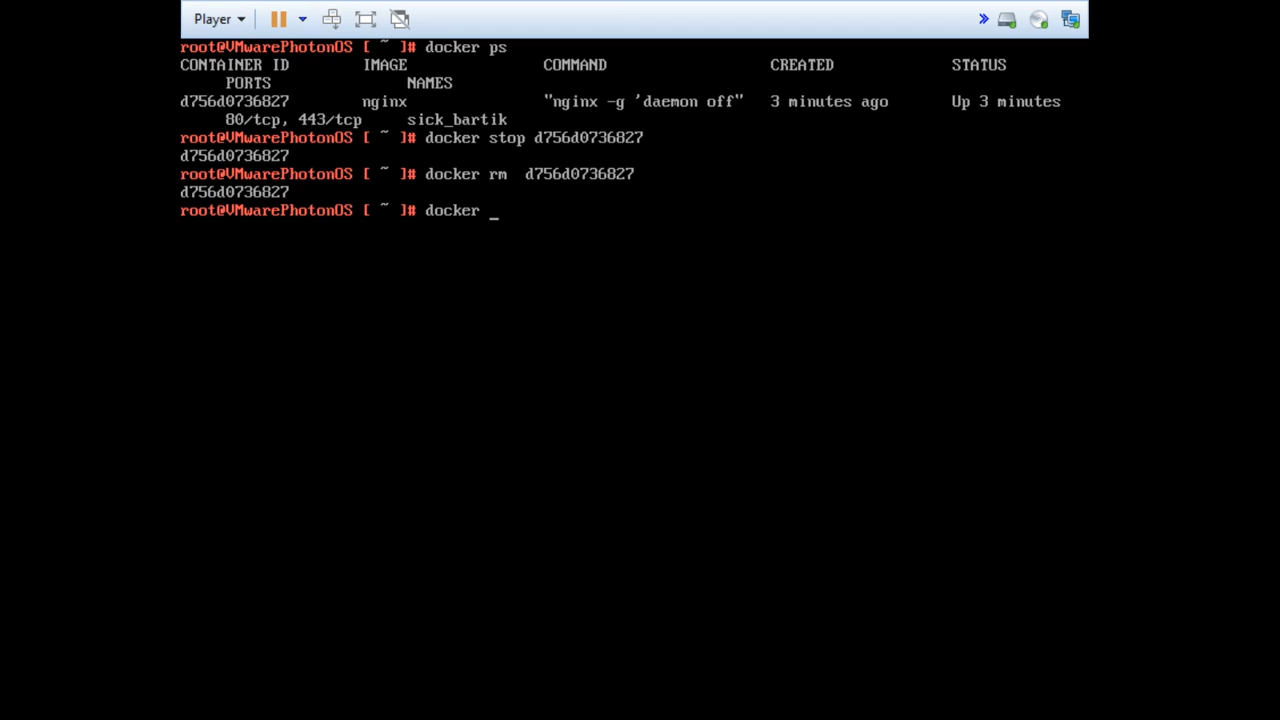 Player
root@VMwarePhotonOS [ ~ ]# docker ps
CONTAINER ID IMAGE COMMAND CREATED STATUS
PORTS NAMES
d756d0736827 nginx "nginx -g 'daemon off" 3 minutes ago Up 3 minutes
80/tcp, 443/tcp sick_bartik
root@VMwarePhotonOS [ ~ ]# docker stop d756d0736827
d756d0736827
root@VMwarePhotonOS [ ~ ]# docker rm  d756d0736827
d756d0736827
root@VMwarePhotonOS [ ~ ]# docker _